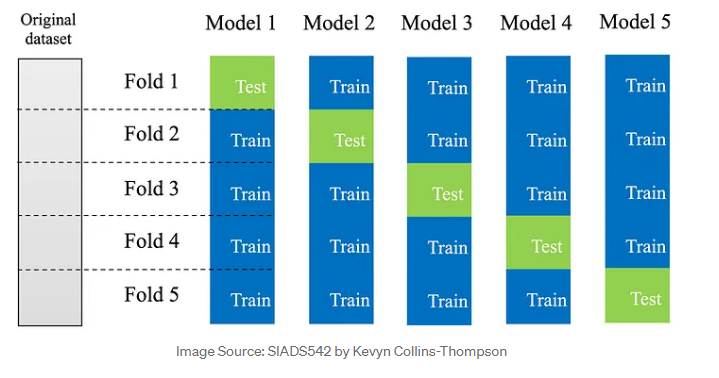 Original
dataset
Model 1 Model 2 Model 3 Model 4 Model 5
Fold 1 Test Train Train Train Train
Fold 2 Train Test Train Train Train
Fold 3 Train Train Test Train Train
Fold 4 Train Train Train Test Train
Fold 5 Train Train Train Train Test
Image Source: SIADS542 by Kevyn Collins-Thompson